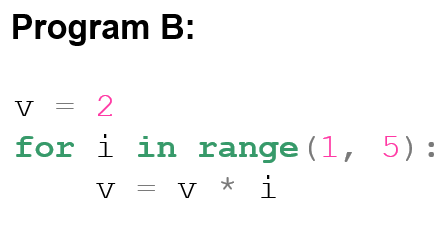 Program B:
v = 2
for i in range(1, 5):
    v = v * i